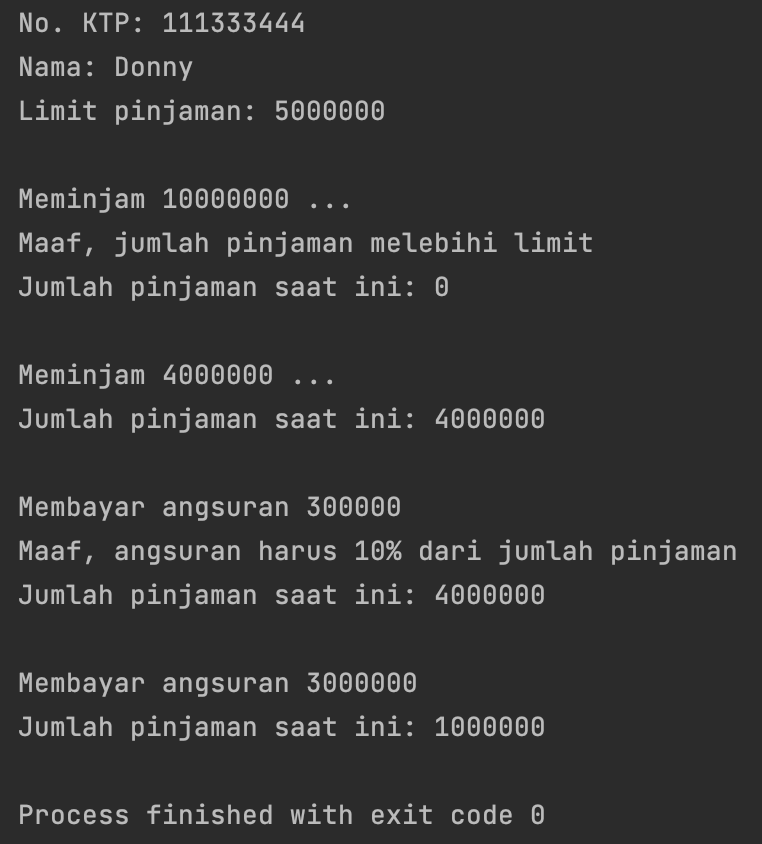 No. KTP: 111333444
Nama: Donny
Limit pinjaman: 5000000
Meminjam 10000000 ...
Maaf, jumlah pinjaman melebihi limit
Jumlah pinjaman saat ini: 0
Meminjam 4000000 ...
Jumlah pinjaman saat ini: 4000000
Membayar angsuran 300000
Maaf, angsuran harus 10% dari jumlah pinjaman
Jumlah pinjaman saat ini: 4000000
Membayar angsuran 3000000
Jumlah pinjaman saat ini: 1000000
Process finished with exit code 0